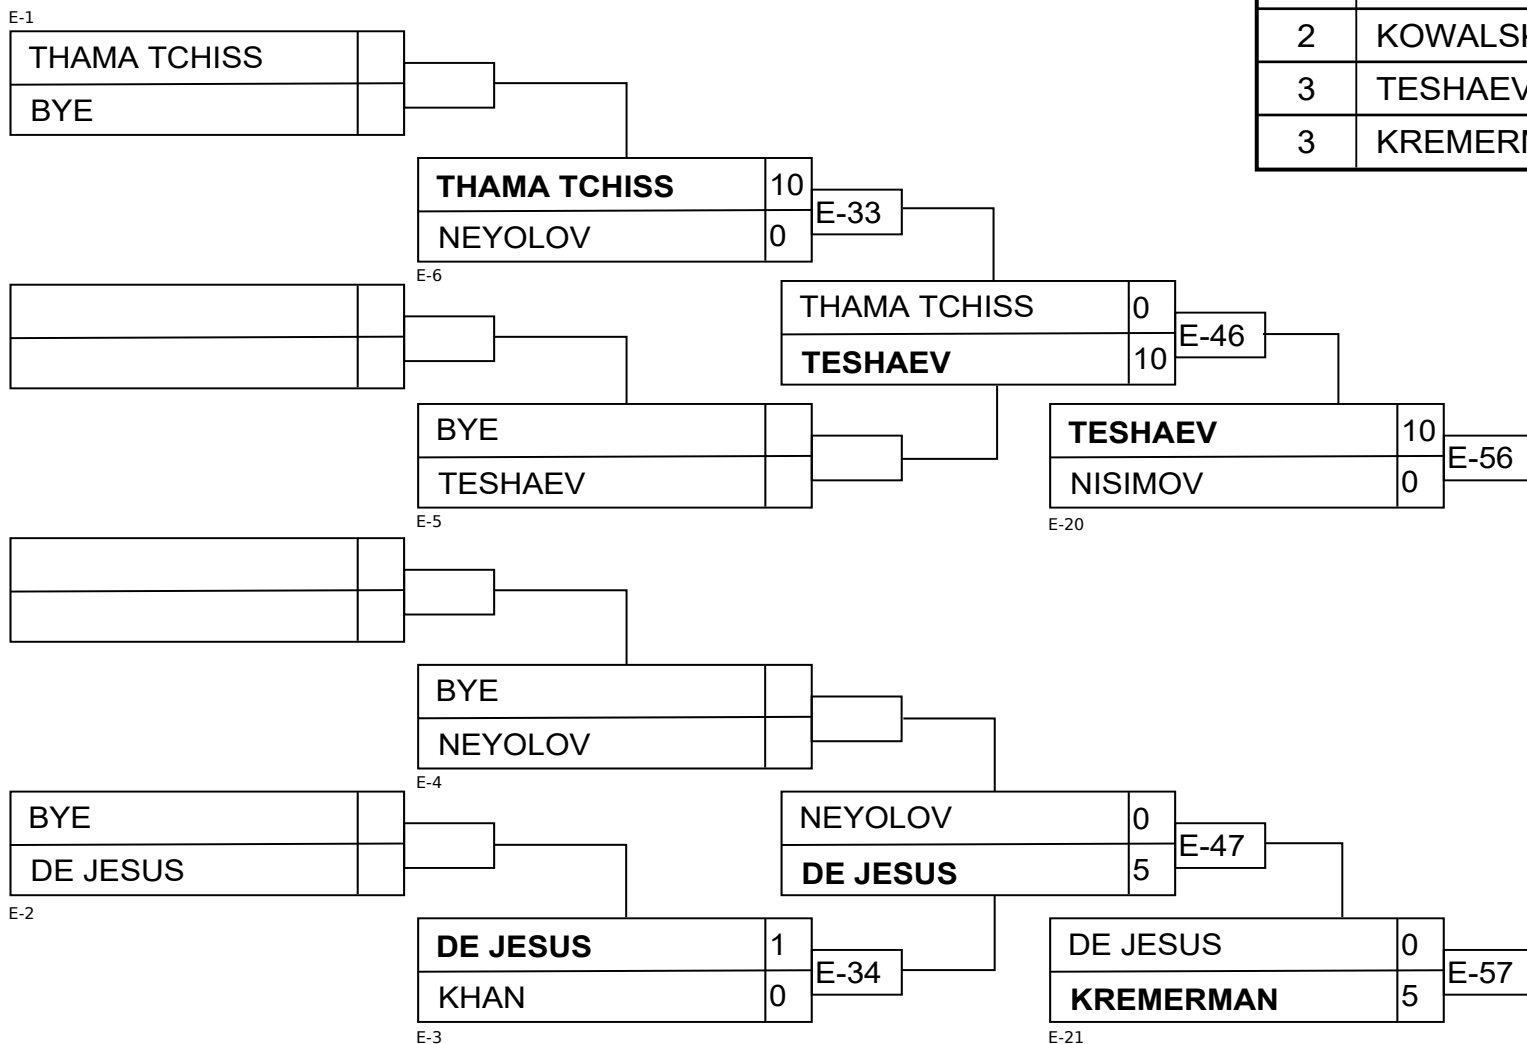 E-1
THAMA TCHISS
BYE
2
3
TESHAEV
3
THAMA TCHISS 10
NEYOLOV 0
E-33
E-6
THAMA TCHISS 0
TESHAEV 10
E-46
BYE
TESHAEV
E-5
TESHAEV 10
NISIMOV 0
E-56
E-20
BYE
NEYOLOV
E-4
BYE
DE JESUS
E-2
NEYOLOV 0
DE JESUS 5
E-47
DE JESUS 1
KHAN 0
E-34
E-3
DE JESUS 0
KREMERMAN 5
E-57
E-21